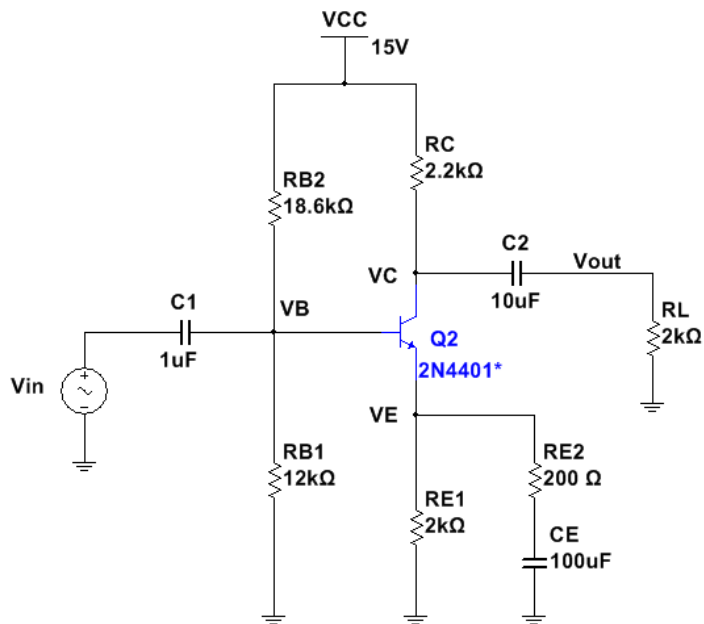 VCC
15V
RC
2.2kΩ
RB2
18.6kΩ
C2
Vout
VC
10uF
C1
VB
RL
2kΩ
1uF
Q2
2N4401*
Vin
VE
RE2
200 Ω
RB1
12kΩ
RE1
2kΩ
CE
100uF